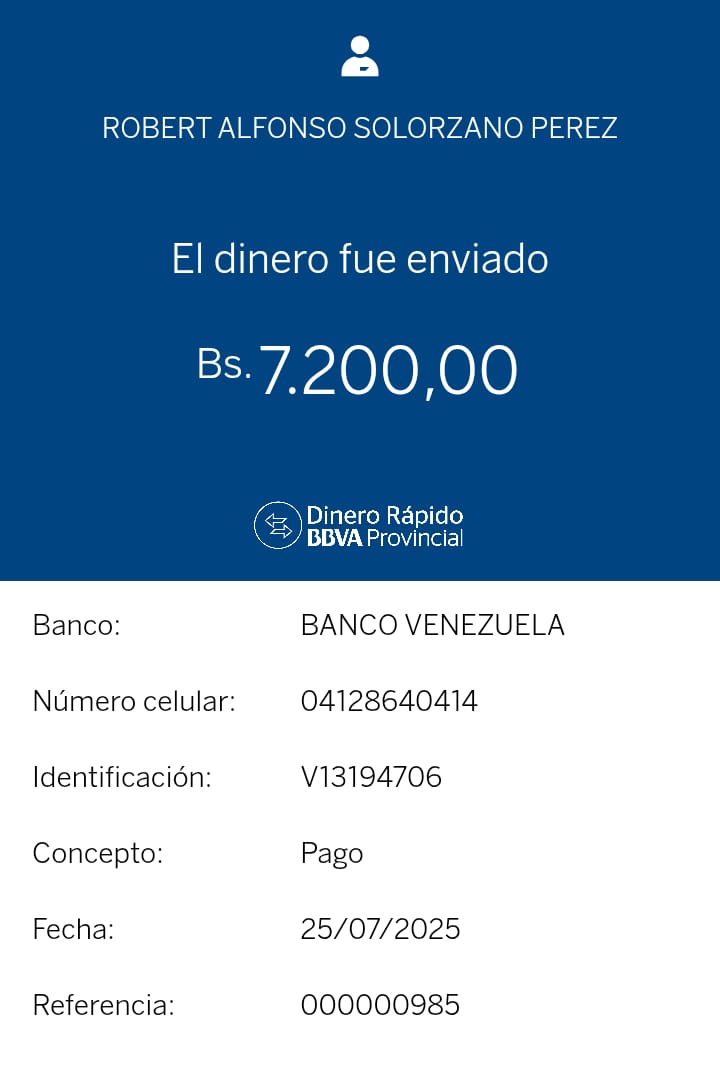 ROBERT ALFONSO SOLORZANO PEREZ
El dinero fue enviado
Bs. 7.200,00
Dinero Rápido
BBVA Provincial
Banco: BANCO VENEZUELA
Número celular: 04128640414
Identificación: V13194706
Concepto: Pago
Fecha: 25/07/2025
Referencia: 000000985